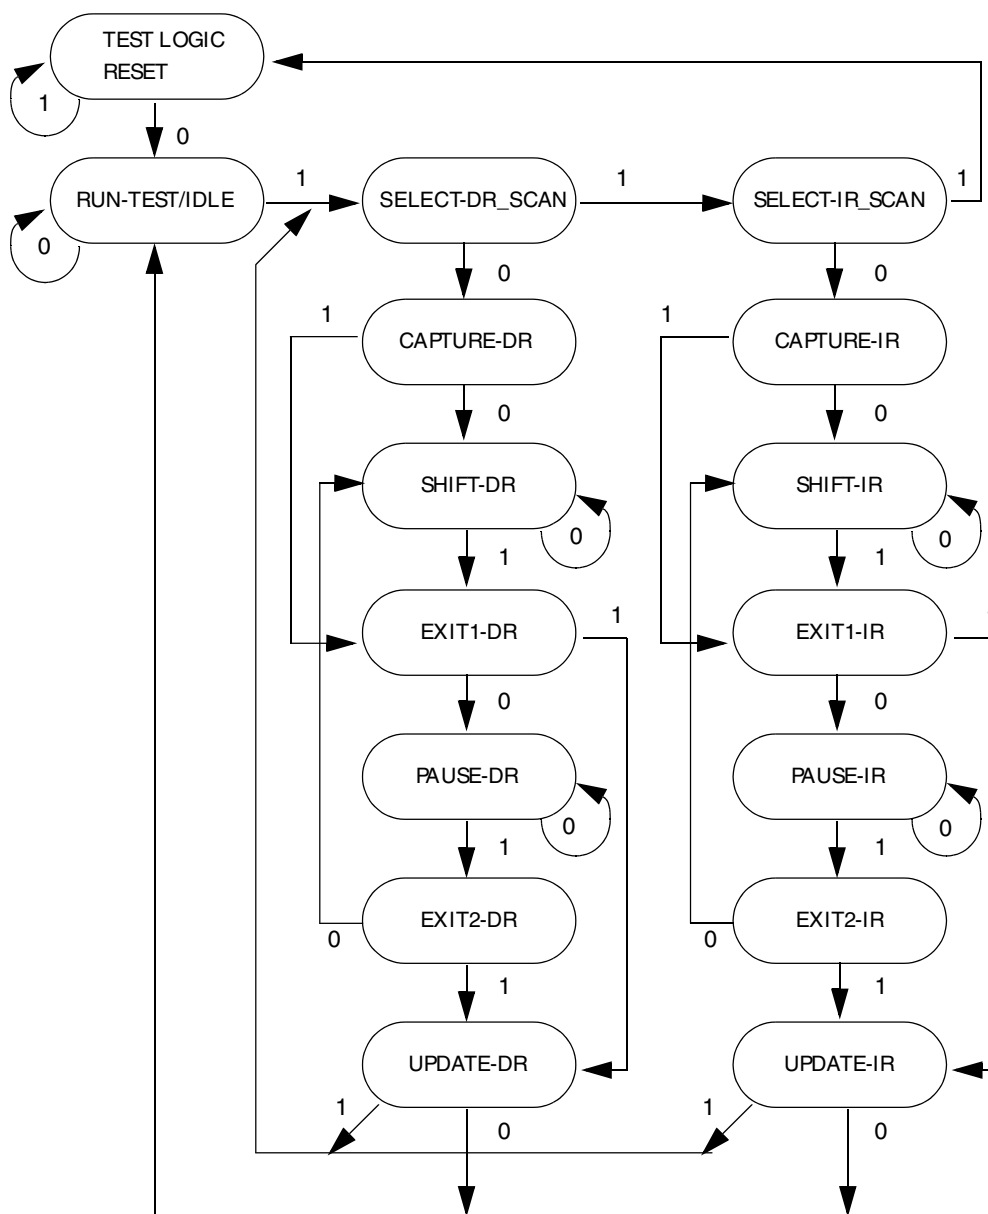 TEST LOGIC
RESET
1
0
RUN-TEST/IDLE
1
SELECT-DR_SCAN
1
SELECT-IR_SCAN
1
0
0
0
1
CAPTURE-DR
1
CAPTURE-IR
0
0
SHIFT-DR
0
SHIFT-IR
0
1
1
EXIT1-DR
1
EXIT1-IR
0
0
PAUSE-DR
0
PAUSE-IR
0
1
1
EXIT2-DR
0
EXIT2-IR
0
1
1
UPDATE-DR
UPDATE-IR
1
0
1
0